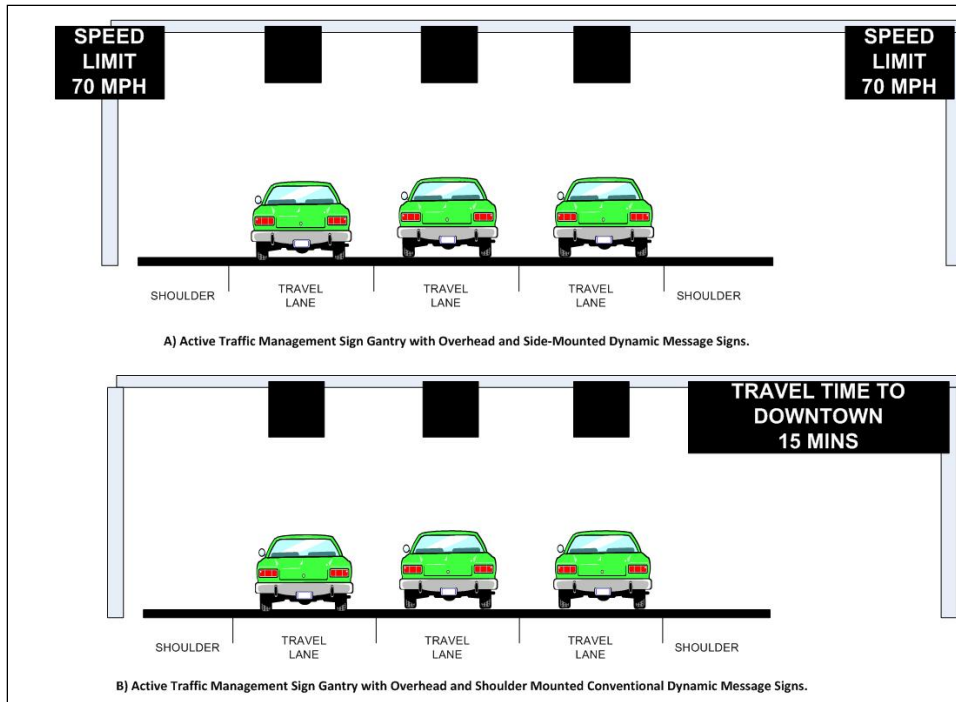 SPEED
LIMIT
70 MPH
SPEED
LIMIT
70 MPH
SHOULDER
TRAVEL
LANE
TRAVEL
LANE
TRAVEL
LANE
SHOULDER
A) Active Traffic Management Sign Gantry with Overhead and Side-Mounted Dynamic Message Signs.
TRAVEL TIME TO
DOWNTOWN
15 MINS
SHOULDER
TRAVEL
LANE
TRAVEL
LANE
TRAVEL
LANE
SHOULDER
B) Active Traffic Management Sign Gantry with Overhead and Shoulder Mounted Conventional Dynamic Message Signs.